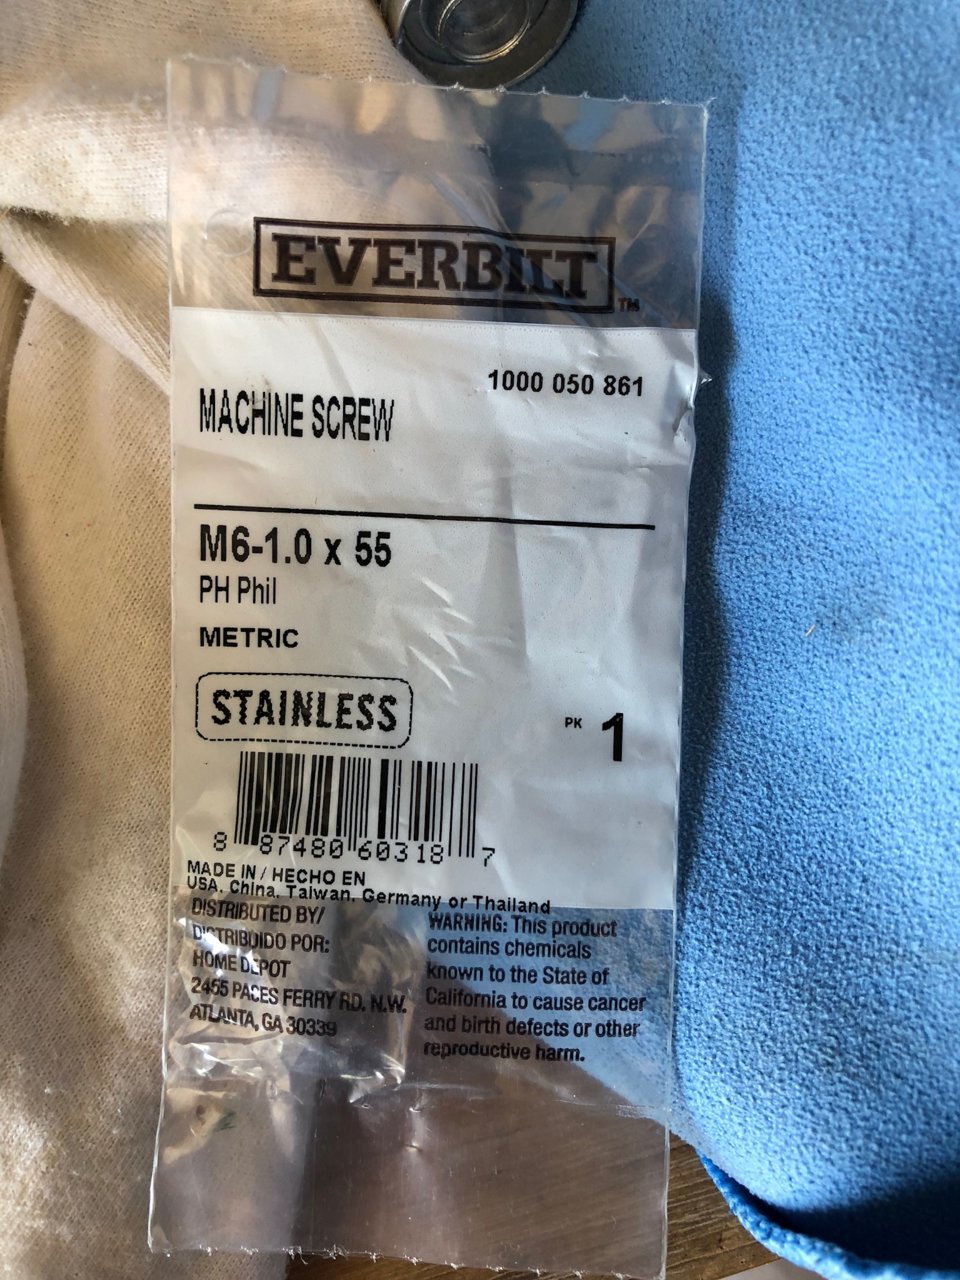 EVERBILT
TM
1000 050 861
MACHINE SCREW
M6-1.0 x 55
PH Phil
METRIC
STAINLESS
PK 1
8 87480 60318 7
MADE IN / HECHO EN
USA, China, Taiwan, Germany or Thailand
DISTRIBUTED BY/
DISTRIBUIDO POR:
HOME DEPOT
2455 PACES FERRY RD. N.W.
ATLANTA, GA 30339
WARNING: This product
contains chemicals
known to the State of
California to cause cancer
and birth defects or other
reproductive harm.